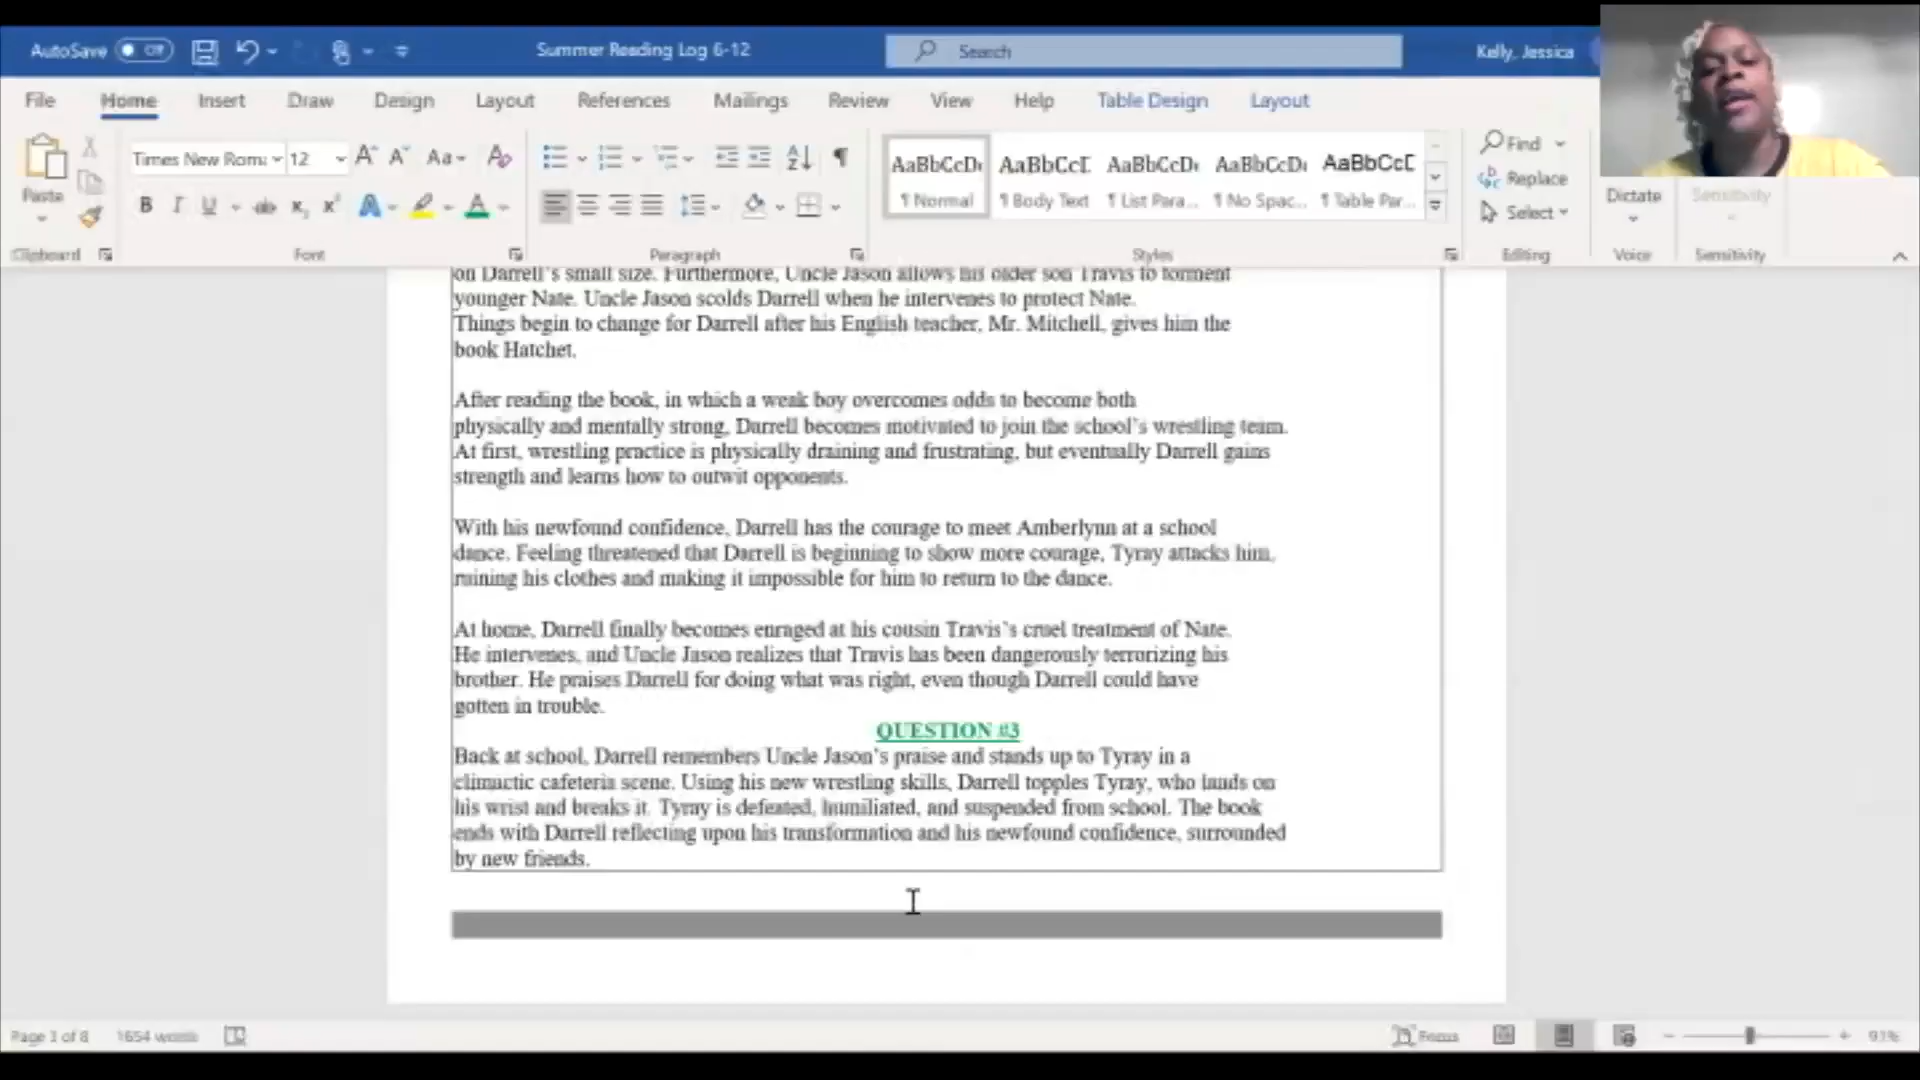 AutoSave Off Summer Reading Log 6-12 Search Kelly, Jessica
File Home Insert Draw Design Layout References Mailings Review View Help Table Design Layout
Times New Roma 12 Aa AaBbCcDc AaBbCcD AaBbCcDc AaBbCcDc AaBbCcD Find
Paste B I U ab x x A A ¶ Normal ¶ Body Text ¶ List Para... ¶ No Spac... ¶ Table Par... Replace
Select Dictate Sensitivity
Clipboard Font Paragraph Styles Editing Voice Sensitivity
on Darrell's small size. Furthermore, Uncle Jason allows his older son Travis to torment
younger Nate. Uncle Jason scolds Darrell when he intervenes to protect Nate.
Things begin to change for Darrell after his English teacher, Mr. Mitchell, gives him the
book Hatchet.
After reading the book, in which a weak boy overcomes odds to become both
physically and mentally strong, Darrell becomes motivated to join the school's wrestling team.
At first, wrestling practice is physically draining and frustrating, but eventually Darrell gains
strength and learns how to outwit opponents.
With his newfound confidence, Darrell has the courage to meet Amberlynn at a school
dance. Feeling threatened that Darrell is beginning to show more courage, Tyray attacks him,
ruining his clothes and making it impossible for him to return to the dance.
At home, Darrell finally becomes enraged at his cousin Travis's cruel treatment of Nate.
He intervenes, and Uncle Jason realizes that Travis has been dangerously terrorizing his
brother. He praises Darrell for doing what was right, even though Darrell could have
gotten in trouble.
QUESTION #3
Back at school, Darrell remembers Uncle Jason's praise and stands up to Tyray in a
climactic cafeteria scene. Using his new wrestling skills, Darrell topples Tyray, who lands on
his wrist and breaks it. Tyray is defeated, humiliated, and suspended from school. The book
ends with Darrell reflecting upon his transformation and his newfound confidence, surrounded
by new friends.
Page 3 of 8 1654 words Focus 91%